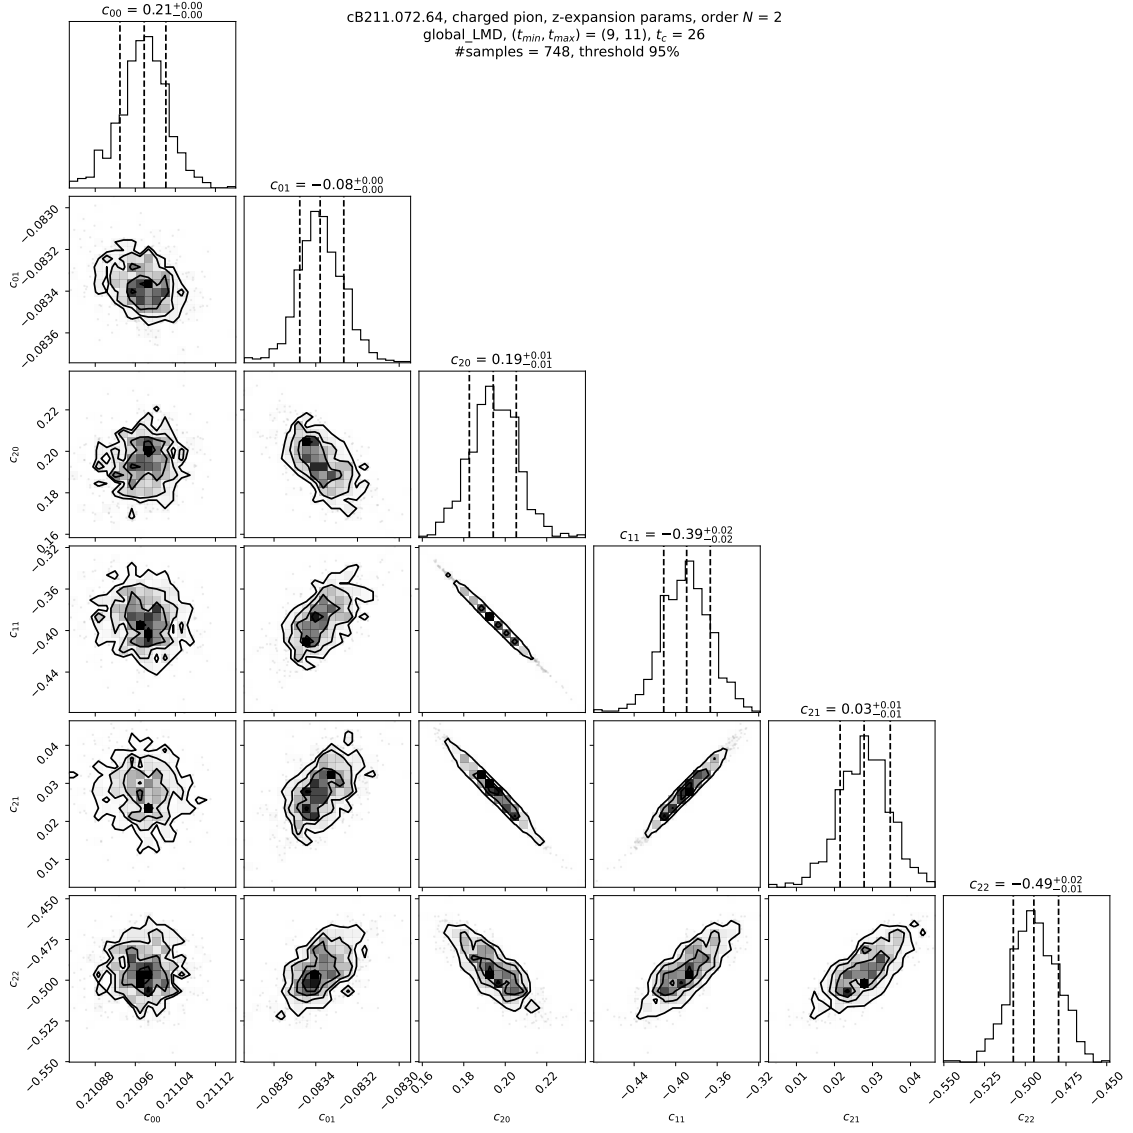 cB211.072.64, charged pion, z-expansion params, order N = 2
global_LMD, (t_min, t_max) = (9, 11), t_c = 26
#samples = 748, threshold 95%
c_00 = 0.21^{+0.00}_{-0.00}
c_01 = −0.08^{+0.00}_{-0.00}
−0.0830
−0.0832
−0.0834
−0.0836
c_01
c_20 = 0.19^{+0.01}_{-0.01}
0.22
0.20
0.18
0.16
c_20
c_11 = −0.39^{+0.02}_{-0.02}
−0.32
−0.36
−0.40
−0.44
c_11
c_21 = 0.03^{+0.01}_{-0.01}
0.04
0.03
0.02
0.01
c_21
c_22 = −0.49^{+0.02}_{-0.01}
−0.450
−0.475
−0.500
−0.525
−0.550
c_22
0.21088 0.21096 0.21104 0.21112
−0.0836 −0.0834 −0.0832 −0.0830
0.16 0.18 0.20 0.22
−0.44 −0.40 −0.36 −0.32
0.01 0.02 0.03 0.04
−0.550 −0.525 −0.500 −0.475 −0.450
c_00 c_01 c_20 c_11 c_21 c_22